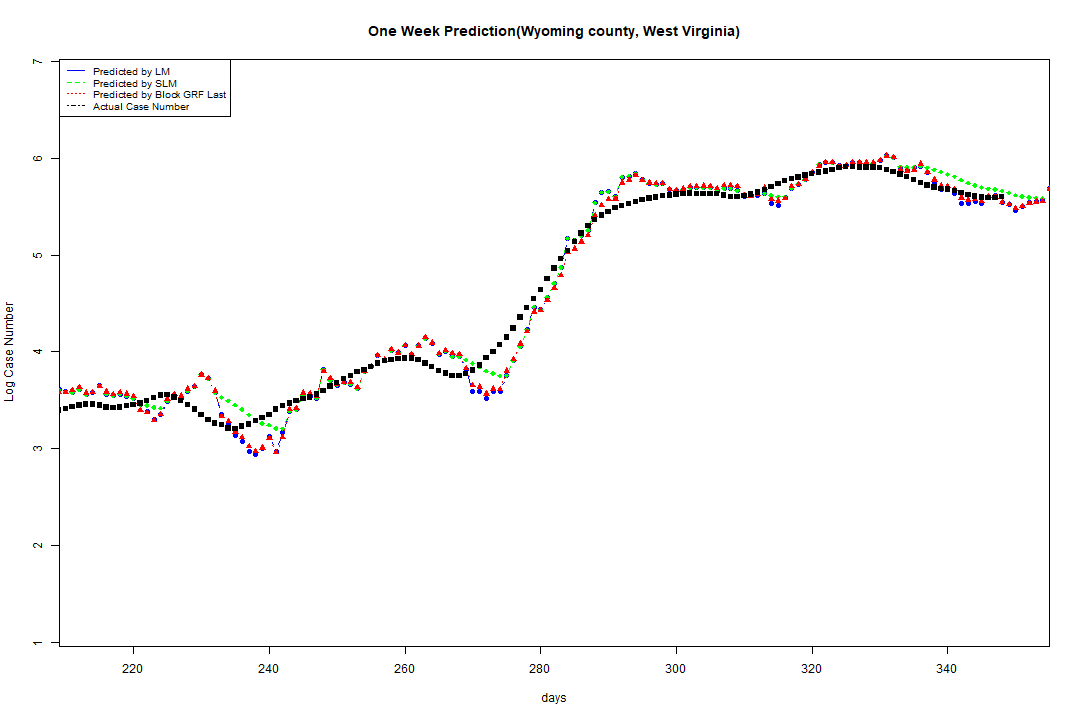 One Week Prediction(Wyoming county, West Virginia)
Predicted by LM
Predicted by SLM
Predicted by Block GRF Last
Actual Case Number
7
6
5
4
3
2
1
Log Case Number
220 240 260 280 300 320 340
days